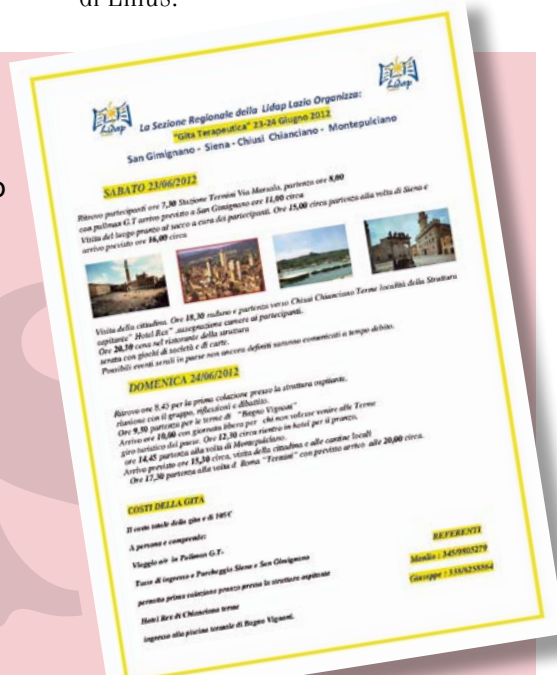 di Linus.
o
Lidap
Lidap
La Sezione Regionale della Lidap Lazio Organizza:
"Gita Terapeutica" 23-24 Giugno 2012
San Gimignano - Siena - Chiusi Chianciano - Montepulciano
SABATO 23/06/2012
Ritrovo partecipanti ore 7,30 Stazione Termini Via Marsala, partenza ore 8,00
con pullman G.T arrivo previsto a San Gimignano ore 11,00 circa
Visita del luogo pranzo al sacco a cura dei partecipanti. Ore 15,00 circa partenza alla volta di Siena e
arrivo previsto ore 16,00 circa
Visita della cittadina. Ore 18,30 raduno e partenza verso Chiusi Chianciano Terme località della Struttura
ospitante" Hotel Rex" ,assegnazione camere ai partecipanti.
Ore 20,30 cena nel ristorante della struttura
serata con giochi di società e di carte.
Possibili eventi serali in paese non ancora definiti saranno comunicati a tempo debito.
DOMENICA 24/06/2012
Ritrovo ore 8,45 per la prima colazione presso la struttura ospitante.
riunione con il gruppo, riflessioni e dibattito.
Ore 9,30 partenza per le terme di "Bagno Vignoni"
Arrivo ore 10,00 con giornata libera per chi non volesse venire alle Terme
giro turistico del paese. Ore 12,30 circa rientro in hotel per il pranzo,
ore 14,45 partenza alla volta di Montepulciano.
Arrivo previsto ore 15,30 circa, visita della cittadina e alle cantine locali
Ore 17,30 partenza alla volta d Roma "Termini" con previsto arrivo alle 20,00 circa.
COSTI DELLA GITA
Il costo totale della gita e di 105€
A persona e comprende:
Viaggio a/r in Pullman G.T.
Tasse di ingresso e Parcheggio Siena e San Gimignano
pernotto prima colazione pranzo presso la struttura ospitante
Hotel Rex di Chianciano terme
ingresso alla piscina termale di Bagno Vignoni.
REFERENTI
Manlio : 345/9803279
Giuseppe : 338/8258864